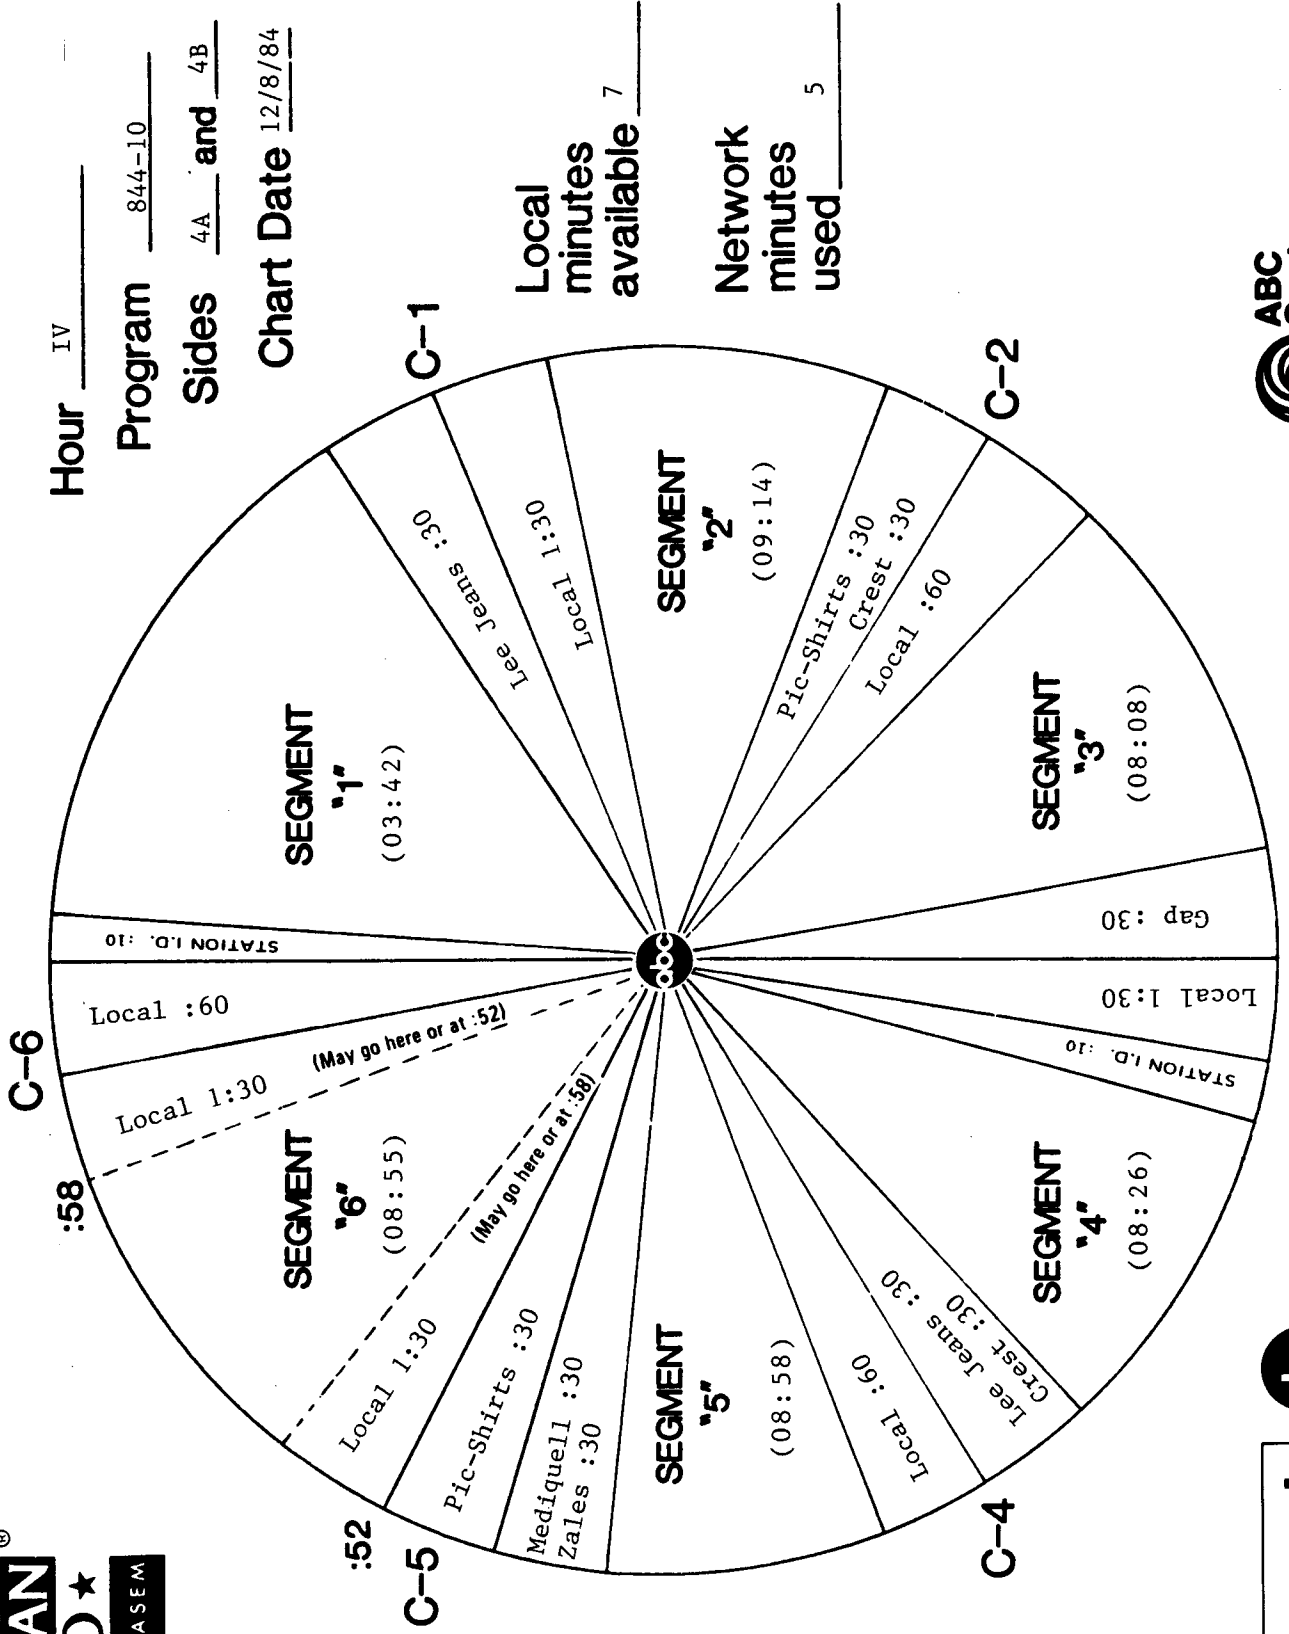 Hour IV
Program 844-10
Sides 4A and 4B
Chart Date 12/8/84
Local
minutes
available 7
Network
minutes
used 5
C-1
C-2
C-4
C-5
:52
:58
C-6
STATION I.D. :10
SEGMENT
"1"
(03:42)
Lee Jeans :30
Local 1:30
SEGMENT
"2"
(09:14)
Pic-Shirts :30
Crest :30
Local :60
SEGMENT
"3"
(08:08)
Gap :30
Local 1:30
STATION I.D. :10
SEGMENT
"4"
(08:26)
Crest :30
Lee Jeans :30
Local :60
SEGMENT
"5"
(08:58)
Mediquell :30
Zales :30
Pic-Shirts :30
Local 1:30
(May go here or at :58)
SEGMENT
"6"
(08:55)
(May go here or at :52)
Local 1:30
Local :60
abc
ABC
®